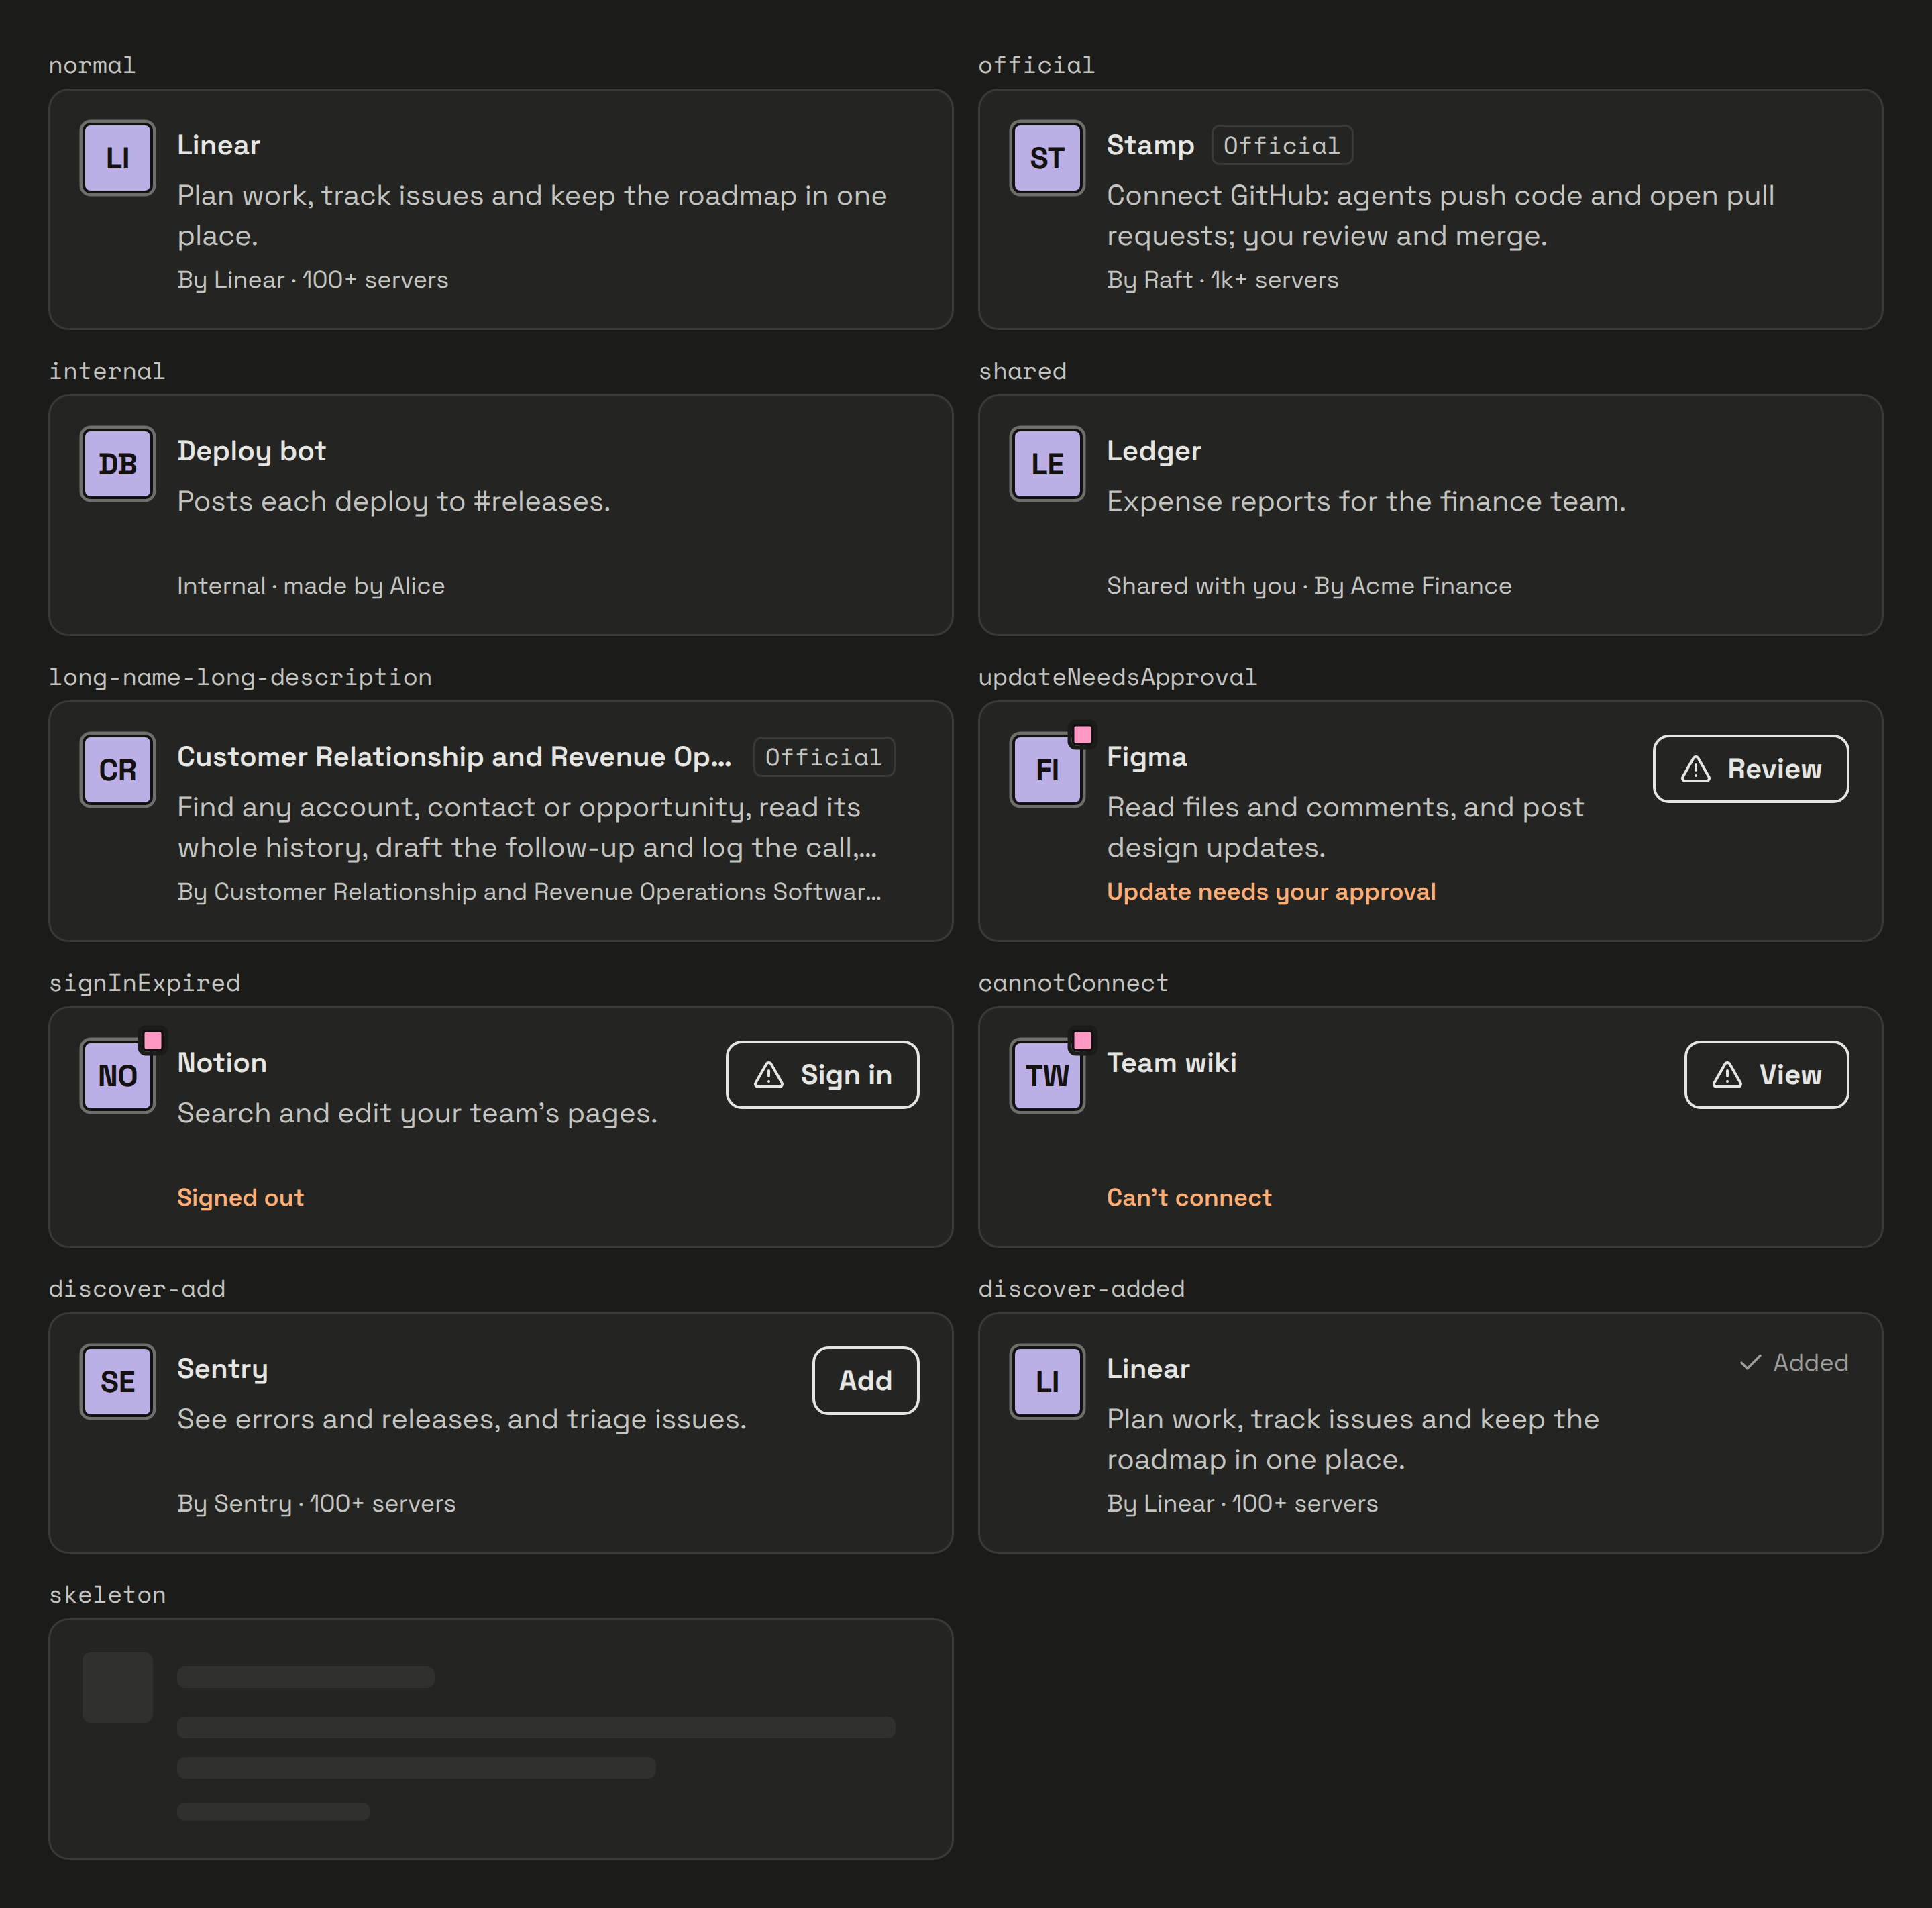 normal
LI
Linear
Plan work, track issues and keep the roadmap in one
place.
By Linear · 100+ servers
official
ST
Stamp Official
Connect GitHub: agents push code and open pull
requests; you review and merge.
By Raft · 1k+ servers
internal
DB
Deploy bot
Posts each deploy to #releases.
Internal · made by Alice
shared
LE
Ledger
Expense reports for the finance team.
Shared with you · By Acme Finance
long-name-long-description
CR
Customer Relationship and Revenue Op... Official
Find any account, contact or opportunity, read its
whole history, draft the follow-up and log the call,...
By Customer Relationship and Revenue Operations Softwar...
updateNeedsApproval
FI
Figma
Review
Read files and comments, and post
design updates.
Update needs your approval
signInExpired
NO
Notion
Sign in
Search and edit your team’s pages.
Signed out
cannotConnect
TW
Team wiki
View
Can’t connect
discover-add
SE
Sentry
Add
See errors and releases, and triage issues.
By Sentry · 100+ servers
discover-added
LI
Linear
Added
Plan work, track issues and keep the
roadmap in one place.
By Linear · 100+ servers
skeleton